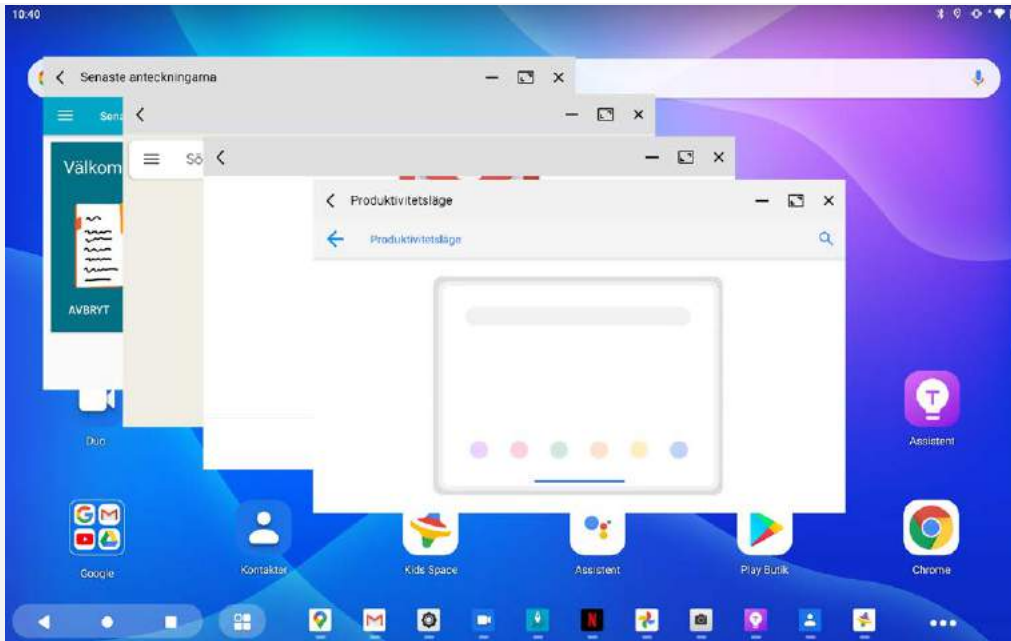 10:40
Senaste anteckningarna
Sena
Sö
Välkom
Produktivitetsläge
Produktivitetsläge
AVBRYT
Duo
T
Assistent
Google
Kontakter
Kids Space
Assistent
Play Butik
Chrome